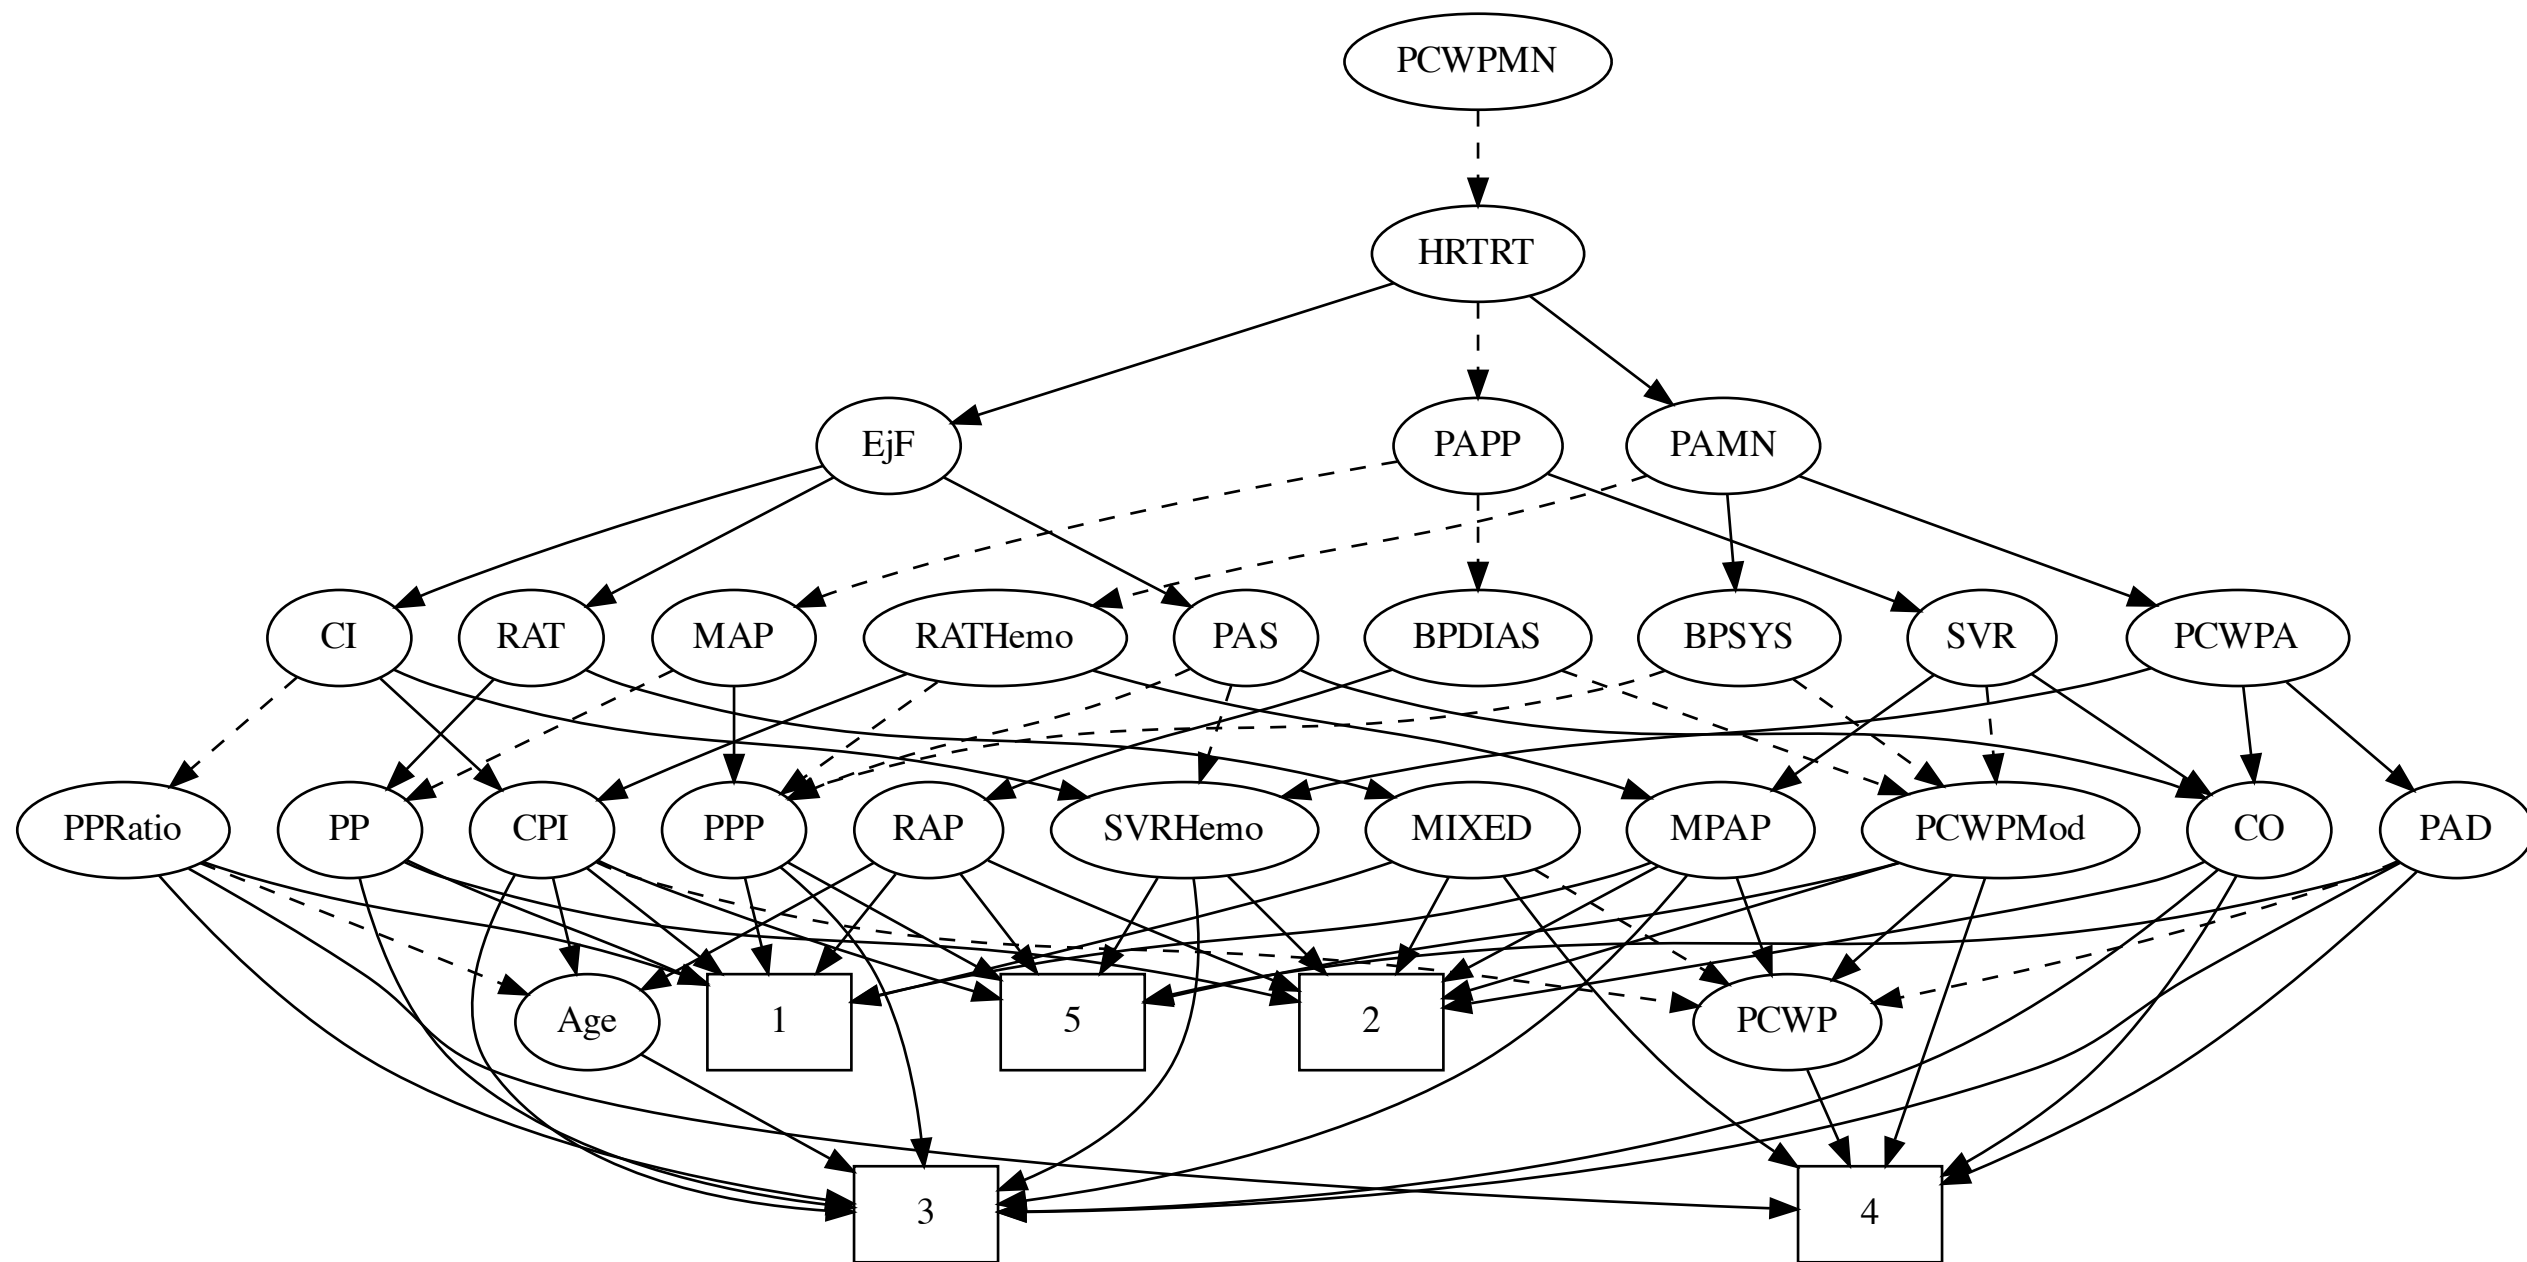 PCWPMN
HRTRT
EjF
PAPP
PAMN
CI
RAT
MAP
RATHemo
PAS
BPDIAS
BPSYS
SVR
PCWPA
PPRatio
PP
CPI
PPP
RAP
SVRHemo
MIXED
MPAP
PCWPMod
CO
PAD
Age
1
5
2
PCWP
3
4